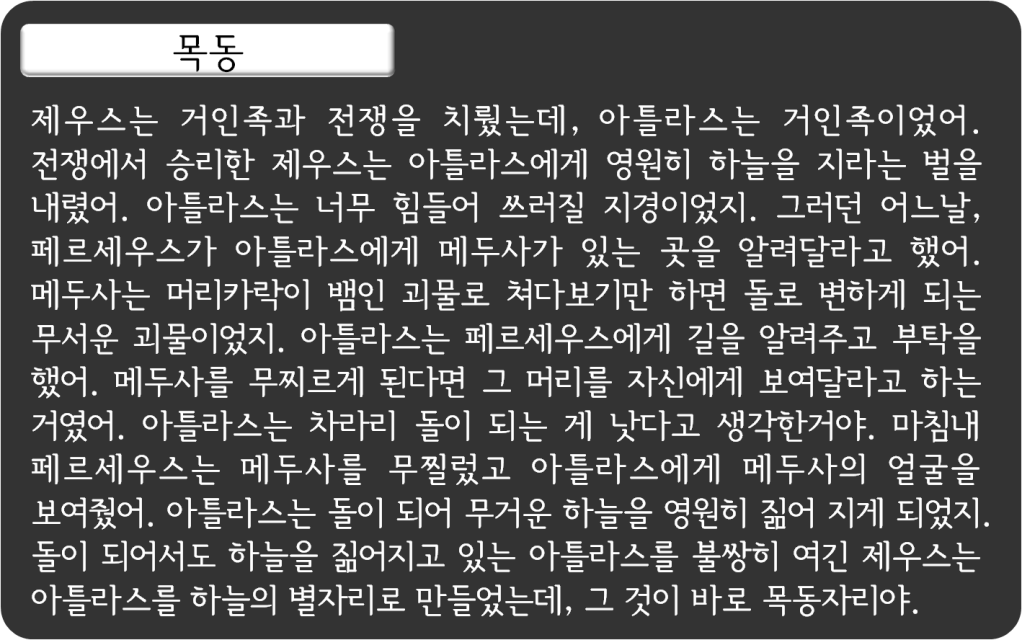 목동
제우스는 거인족과 전쟁을 치뤘는데, 아틀라스는 거인족이었어.
전쟁에서 승리한 제우스는 아틀라스에게 영원히 하늘을 지라는 벌을
내렸어. 아틀라스는 너무 힘들어 쓰러질 지경이었지. 그러던 어느날,
페르세우스가 아틀라스에게 메두사가 있는 곳을 알려달라고 했어.
메두사는 머리카락이 뱀인 괴물로 쳐다보기만 하면 돌로 변하게 되는
무서운 괴물이었지. 아틀라스는 페르세우스에게 길을 알려주고 부탁을
했어. 메두사를 무찌르게 된다면 그 머리를 자신에게 보여달라고 하는
거였어. 아틀라스는 차라리 돌이 되는 게 낫다고 생각한거야. 마침내
페르세우스는 메두사를 무찔렀고 아틀라스에게 메두사의 얼굴을
보여줬어. 아틀라스는 돌이 되어 무거운 하늘을 영원히 짊어 지게 되었지.
돌이 되어서도 하늘을 짊어지고 있는 아틀라스를 불쌍히 여긴 제우스는
아틀라스를 하늘의 별자리로 만들었는데, 그 것이 바로 목동자리야.